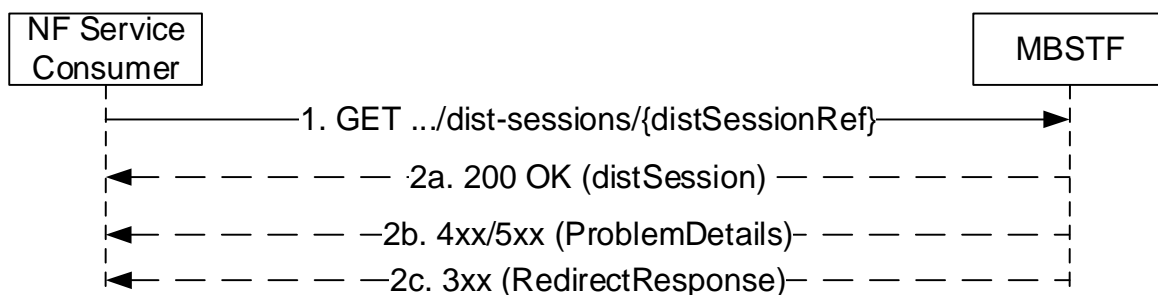 NF Service
Consumer
MBSTF
1. GET .../dist-sessions/{distSessionRef}
2a. 200 OK (distSession)
2b. 4xx/5xx (ProblemDetails)
2c. 3xx (RedirectResponse)